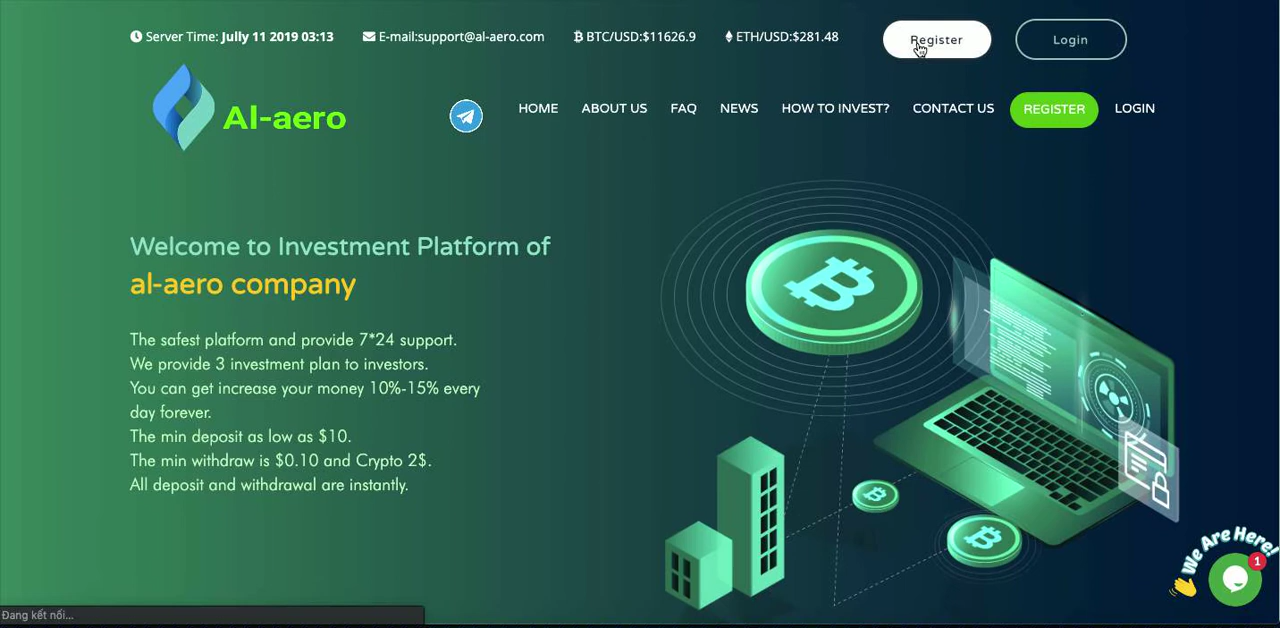 Server Time: Jully 11 2019 03:13
E-mail:support@al-aero.com
BTC/USD:$11626.9
ETH/USD:$281.48
Register
Login
Al-aero
HOME
ABOUT US
FAQ
NEWS
HOW TO INVEST?
CONTACT US
REGISTER
LOGIN
Welcome to Investment Platform of
al-aero company
The safest platform and provide 7*24 support.
We provide 3 investment plan to investors.
You can get increase your money 10%-15% every
day forever.
The min deposit as low as $10.
The min withdraw is $0.10 and Crypto 2$.
All deposit and withdrawal are instantly.
We Are Here!
1
Đang kết nối...